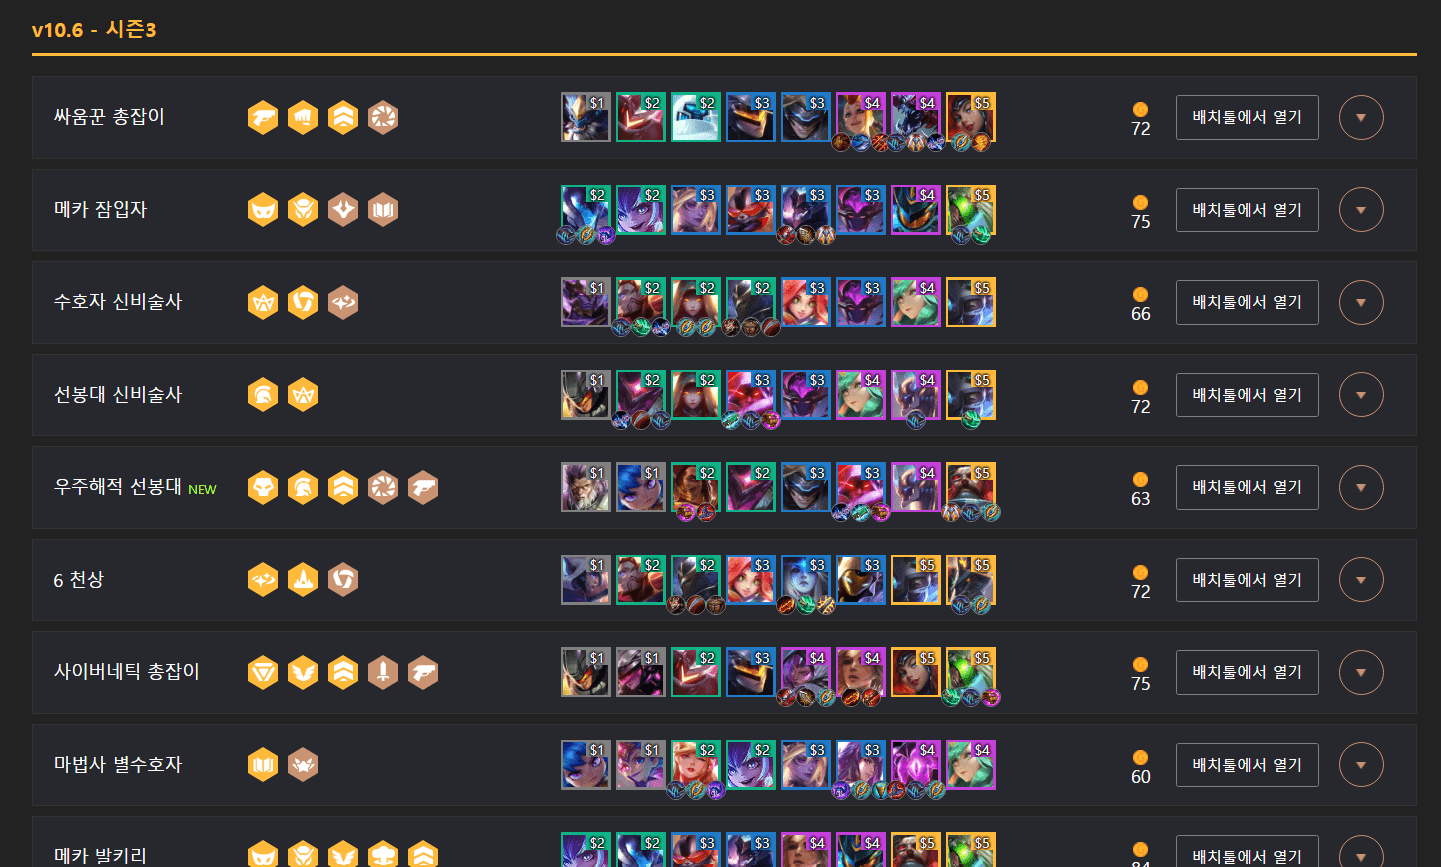 v10.6 - 시즌3
싸움꾼 총잡이 $1 $2 $2 $3 $3 $4 $4 $5 72 배치툴에서 열기
메카 잠입자 $2 $2 $3 $3 $3 $3 $4 $5 75 배치툴에서 열기
수호자 신비술사 $1 $2 $2 $2 $3 $3 $4 $5 66 배치툴에서 열기
선봉대 신비술사 $1 $2 $2 $3 $3 $4 $4 $5 72 배치툴에서 열기
우주해적 선봉대 NEW $1 $1 $2 $2 $3 $3 $4 $5 63 배치툴에서 열기
6 천상 $1 $2 $2 $3 $3 $3 $5 $5 72 배치툴에서 열기
사이버네틱 총잡이 $1 $1 $2 $3 $4 $4 $5 $5 75 배치툴에서 열기
마법사 별수호자 $1 $1 $2 $2 $3 $3 $4 $4 60 배치툴에서 열기
메카 발키리 $2 $2 $3 $3 $4 $4 $5 $5 배치툴에서 열기